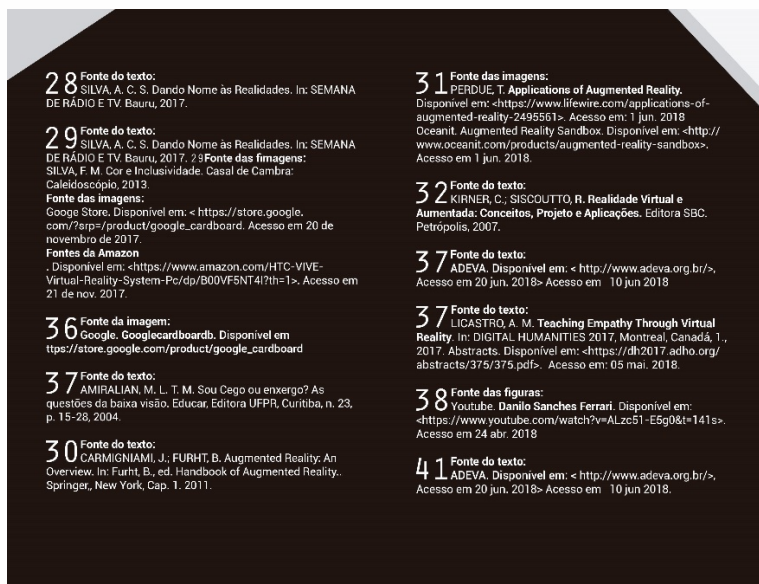 28 Fonte do texto:
SILVA, A. C. S. Dando Nome às Realidades. In: SEMANA
DE RÁDIO E TV. Bauru, 2017.
29 Fonte do texto:
SILVA, A. C. S. Dando Nome às Realidades. In: SEMANA
DE RÁDIO E TV. Bauru, 2017. 29Fonte das fimagens:
SILVA, F. M. Cor e Inclusividade. Casal de Cambra:
Caleidoscópio, 2013.
Fonte das imagens:
Googe Store. Disponível em: < https://store.google.
com/?srp=/product/google_cardboard. Acesso em 20 de
novembro de 2017.
Fontes da Amazon
. Disponível em: <https://www.amazon.com/HTC-VIVE-
Virtual-Reality-System-Pc/dp/B00VF5NT4I?th=1>. Acesso em
21 de nov. 2017.
36 Fonte da imagem:
Google. Googlecardboardb. Disponível em
ttps://store.google.com/product/google_cardboard
37 Fonte do texto:
AMIRALIAN, M. L. T. M. Sou Cego ou enxergo? As
questões da baixa visão. Educar, Editora UFPR, Curitiba, n. 23,
p. 15-28, 2004.
30 Fonte do texto:
CARMIGNIAMI, J.; FURHT, B. Augmented Reality: An
Overview. In: Furht, B., ed. Handbook of Augmented Reality..
Springer,, New York, Cap. 1. 2011.
31 Fonte das imagens:
PERDUE, T. Applications of Augmented Reality.
Disponível em: <https://www.lifewire.com/applications-of-
augmented-reality-2495561>. Acesso em: 1 jun. 2018
Oceanit. Augmented Reality Sandbox. Disponível em: <http://
www.oceanit.com/products/augmented-reality-sandbox>.
Acesso em 1 jun. 2018.
32 Fonte do texto:
KIRNER, C.; SISCOUTTO, R. Realidade Virtual e
Aumentada: Conceitos, Projeto e Aplicações. Editora SBC.
Petrópolis, 2007.
37 Fonte do texto:
ADEVA. Disponível em: < http://www.adeva.org.br/>,
Acesso em 20 jun. 2018> Acesso em 10 jun 2018
37 Fonte do texto:
LICASTRO, A. M. Teaching Empathy Through Virtual
Reality. In: DIGITAL HUMANITIES 2017, Montreal, Canadá, 1.,
2017. Abstracts. Disponível em: <https://dh2017.adho.org/
abstracts/375/375.pdf>. Acesso em: 05 mai. 2018.
38 Fonte das figuras:
Youtube. Danilo Sanches Ferrari. Disponível em:
<https://www.youtube.com/watch?v=ALzc51-E5g0&t=141s>.
Acesso em 24 abr. 2018
41 Fonte do texto:
ADEVA. Disponível em: < http://www.adeva.org.br/>,
Acesso em 20 jun. 2018> Acesso em 10 jun 2018.